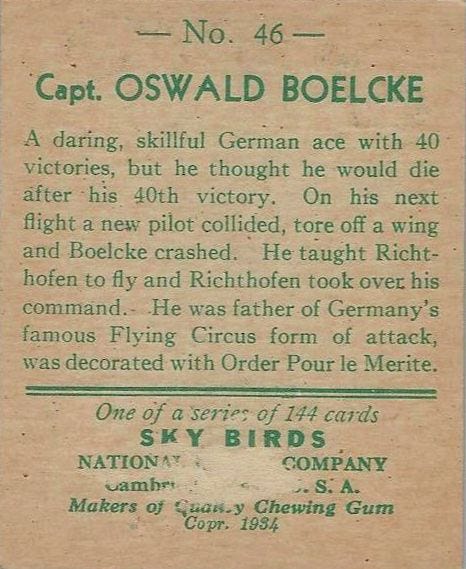 — No. 46 —
Capt. OSWALD BOELCKE
A daring, skillful German ace with 40
victories, but he thought he would die
after his 40th victory. On his next
flight a new pilot collided, tore off a wing
and Boelcke crashed. He taught Richt-
hofen to fly and Richthofen took over his
command. He was father of Germany's
famous Flying Circus form of attack,
was decorated with Order Pour le Merite.
One of a series of 144 cards
SKY BIRDS
NATIONAL COMPANY
U. S. A.
Makers of Quality Chewing Gum
Copr. 1934